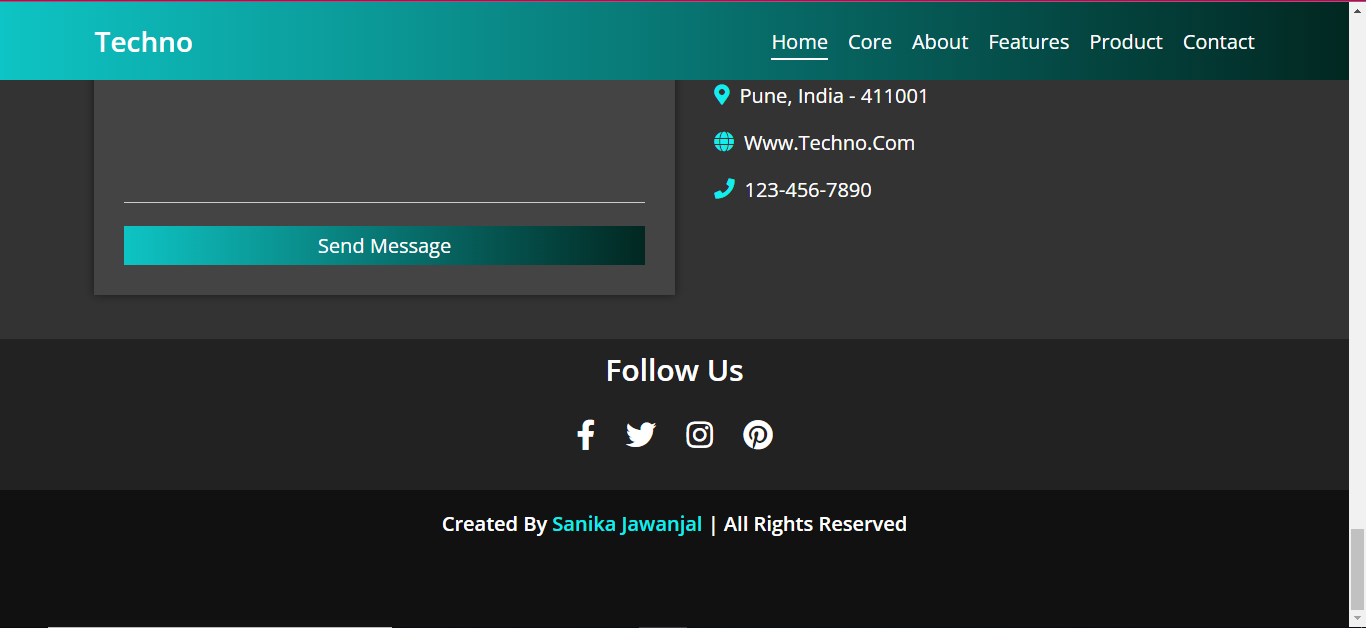 Techno
Home Core About Features Product Contact
Pune, India - 411001
Www.Techno.Com
123-456-7890
Send Message
Follow Us
Created By Sanika Jawanjal | All Rights Reserved